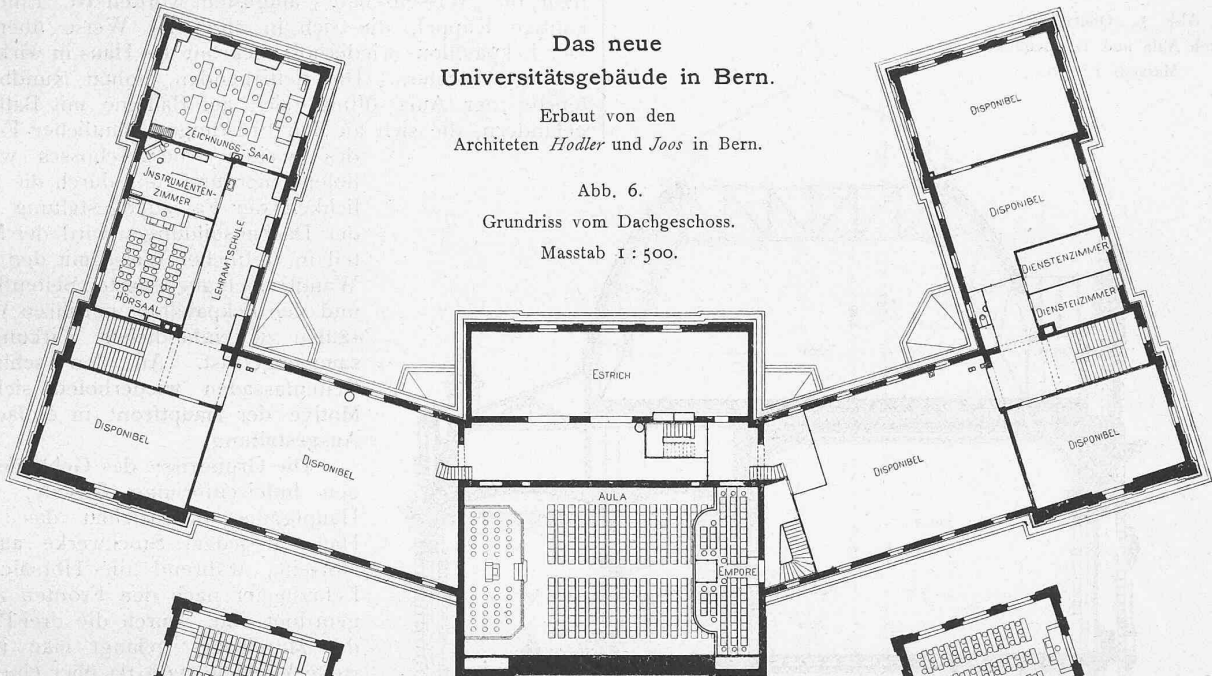 Das neue
Universitätsgebäude in Bern.
Erbaut von den
Architeten Hodler und Joos in Bern.
Abb. 6.
Grundriss vom Dachgeschoss.
Masstab 1 : 500.
ZEICHNUNGS-SAAL
JNSTRUMENTEN-
ZIMMER
LEHRAMTSCHULE
HÖRSAAL
DISPONIBEL
DISPONIBEL
ESTRICH
AULA
EMPORE
DISPONIBEL
DISPONIBEL
DIENSTENZIMMER
DIENSTENZIMMER
DISPONIBEL
DISPONIBEL